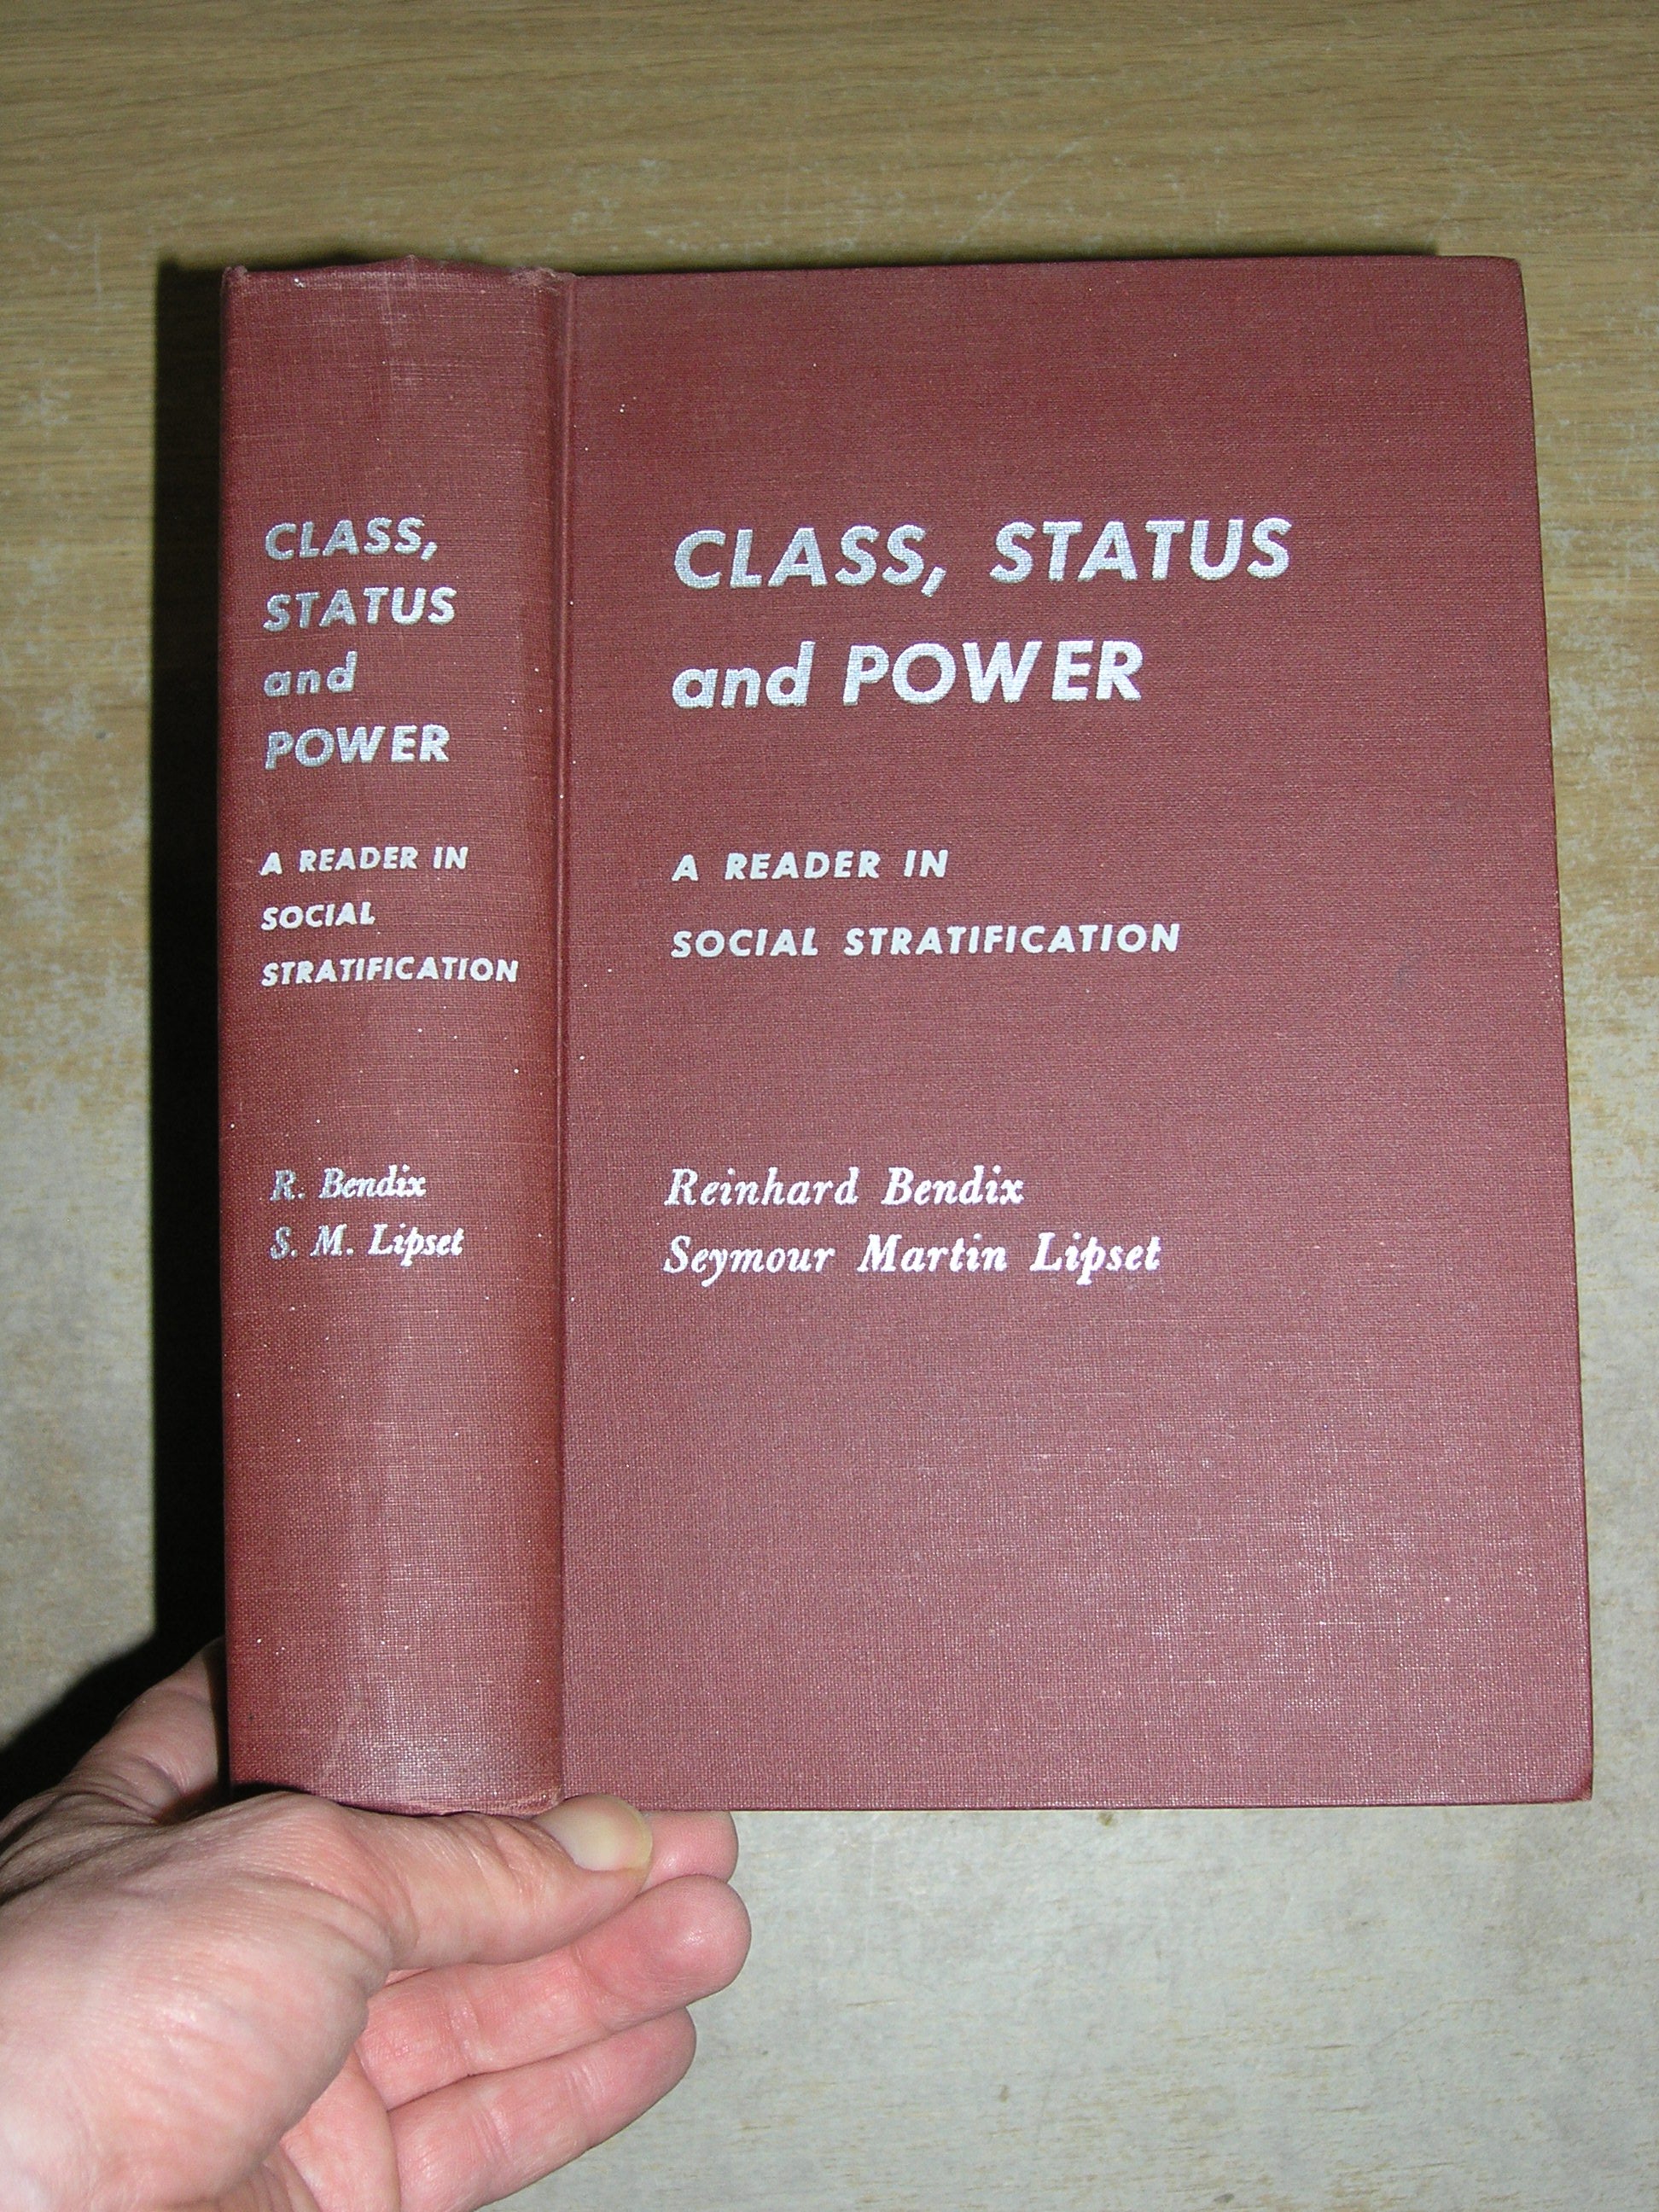 CLASS,
STATUS
and
POWER
A READER IN
SOCIAL
STRATIFICATION
R. Bendix
S. M. Lipset
CLASS, STATUS
and POWER
A READER IN
SOCIAL STRATIFICATION
Reinhard Bendix
Seymour Martin Lipset